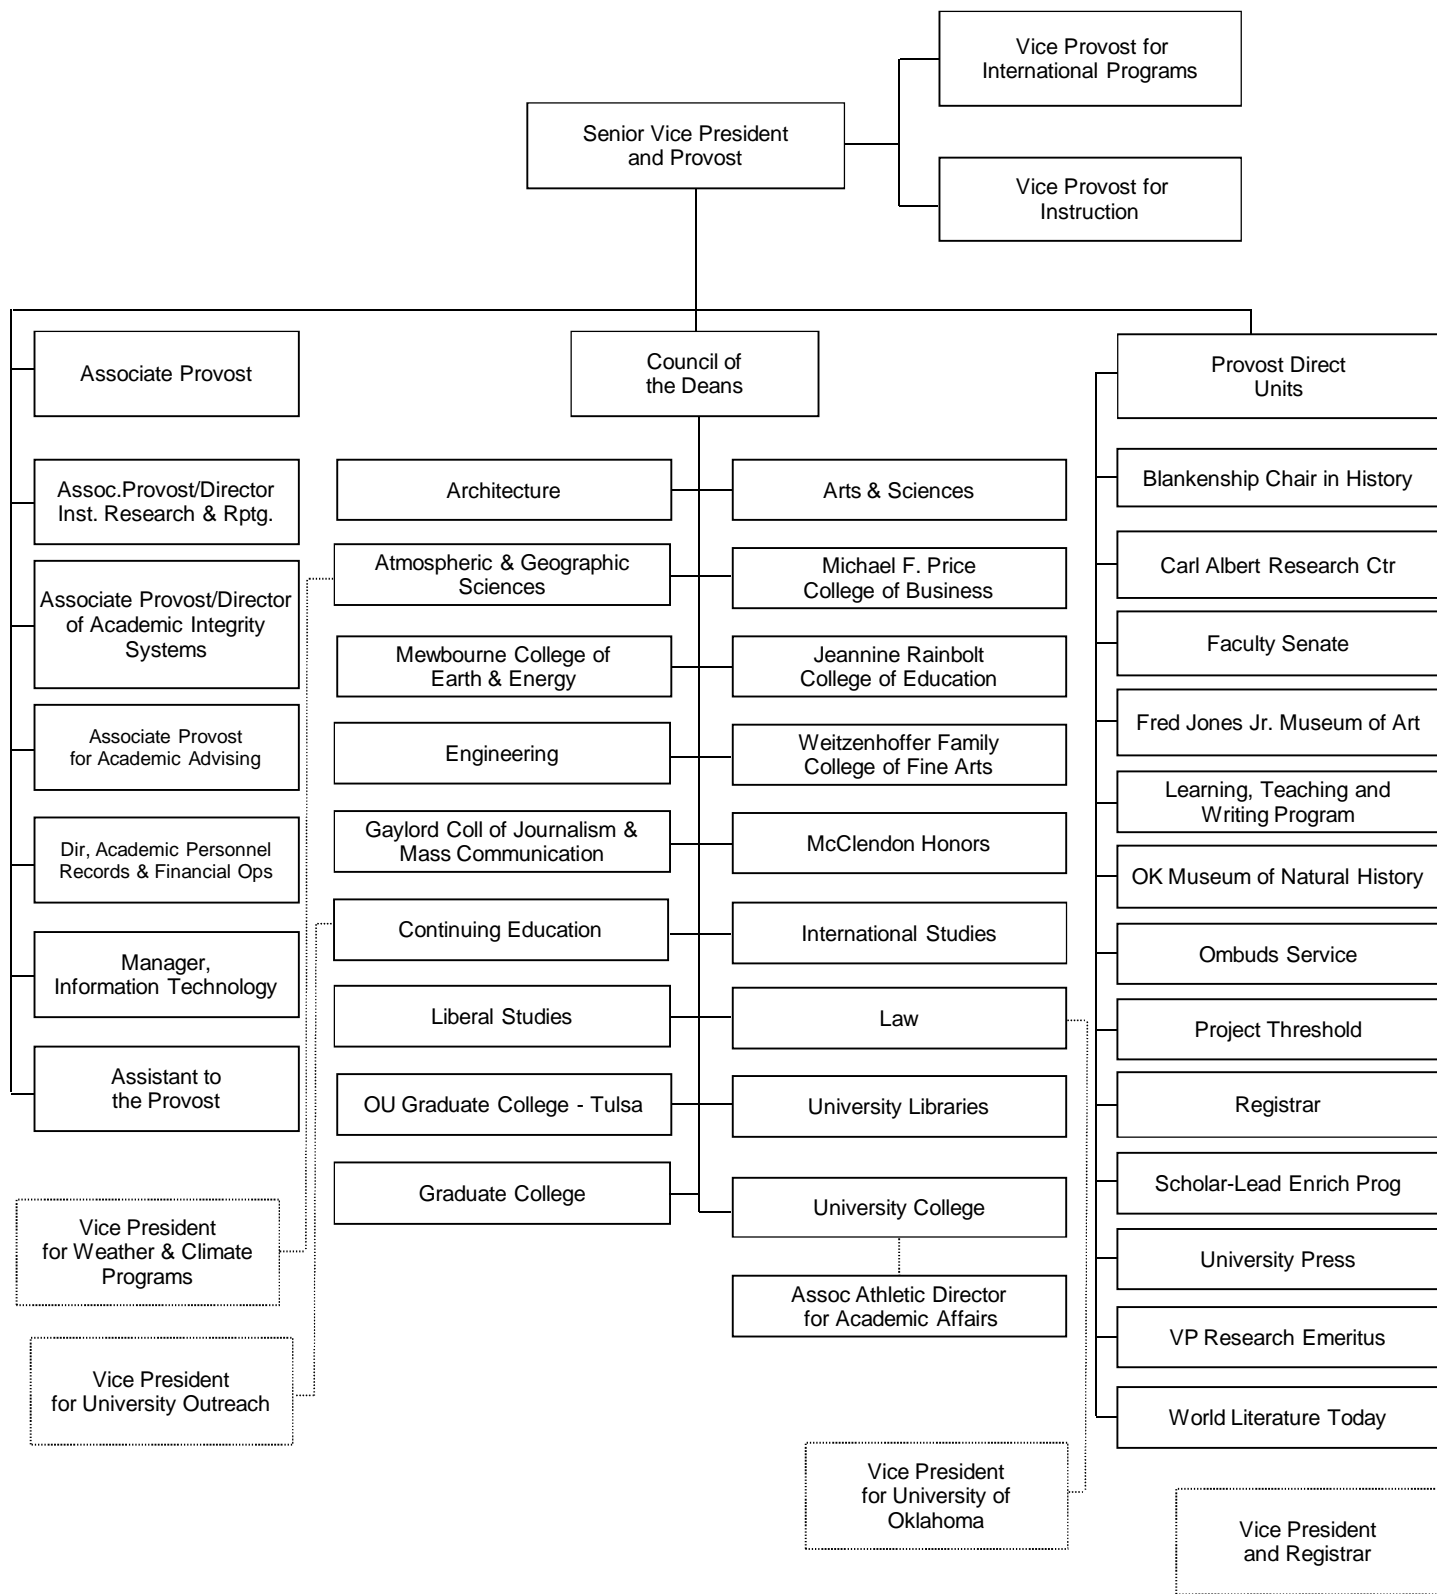 Vice Provost for
International Programs
Senior Vice President
and Provost
Vice Provost for
Instruction
Associate Provost
Council of
the Deans
Provost Direct
Units
Assoc.Provost/Director
Inst. Research & Rptg.
Associate Provost/Director
of Academic Integrity
Systems
Associate Provost
for Academic Advising
Dir, Academic Personnel
Records & Financial Ops
Manager,
Information Technology
Assistant to
the Provost
Vice President
for Weather & Climate
Programs
Vice President
for University Outreach
Architecture
Atmospheric & Geographic
Sciences
Mewbourne College of
Earth & Energy
Engineering
Gaylord Coll of Journalism &
Mass Communication
Continuing Education
Liberal Studies
OU Graduate College - Tulsa
Graduate College
Arts & Sciences
Michael F. Price
College of Business
Jeannine Rainbolt
College of Education
Weitzenhoffer Family
College of Fine Arts
McClendon Honors
International Studies
Law
University Libraries
University College
Assoc Athletic Director
for Academic Affairs
Vice President
for University of
Oklahoma
Blankenship Chair in History
Carl Albert Research Ctr
Faculty Senate
Fred Jones Jr. Museum of Art
Learning, Teaching and
Writing Program
OK Museum of Natural History
Ombuds Service
Project Threshold
Registrar
Scholar-Lead Enrich Prog
University Press
VP Research Emeritus
World Literature Today
Vice President
and Registrar